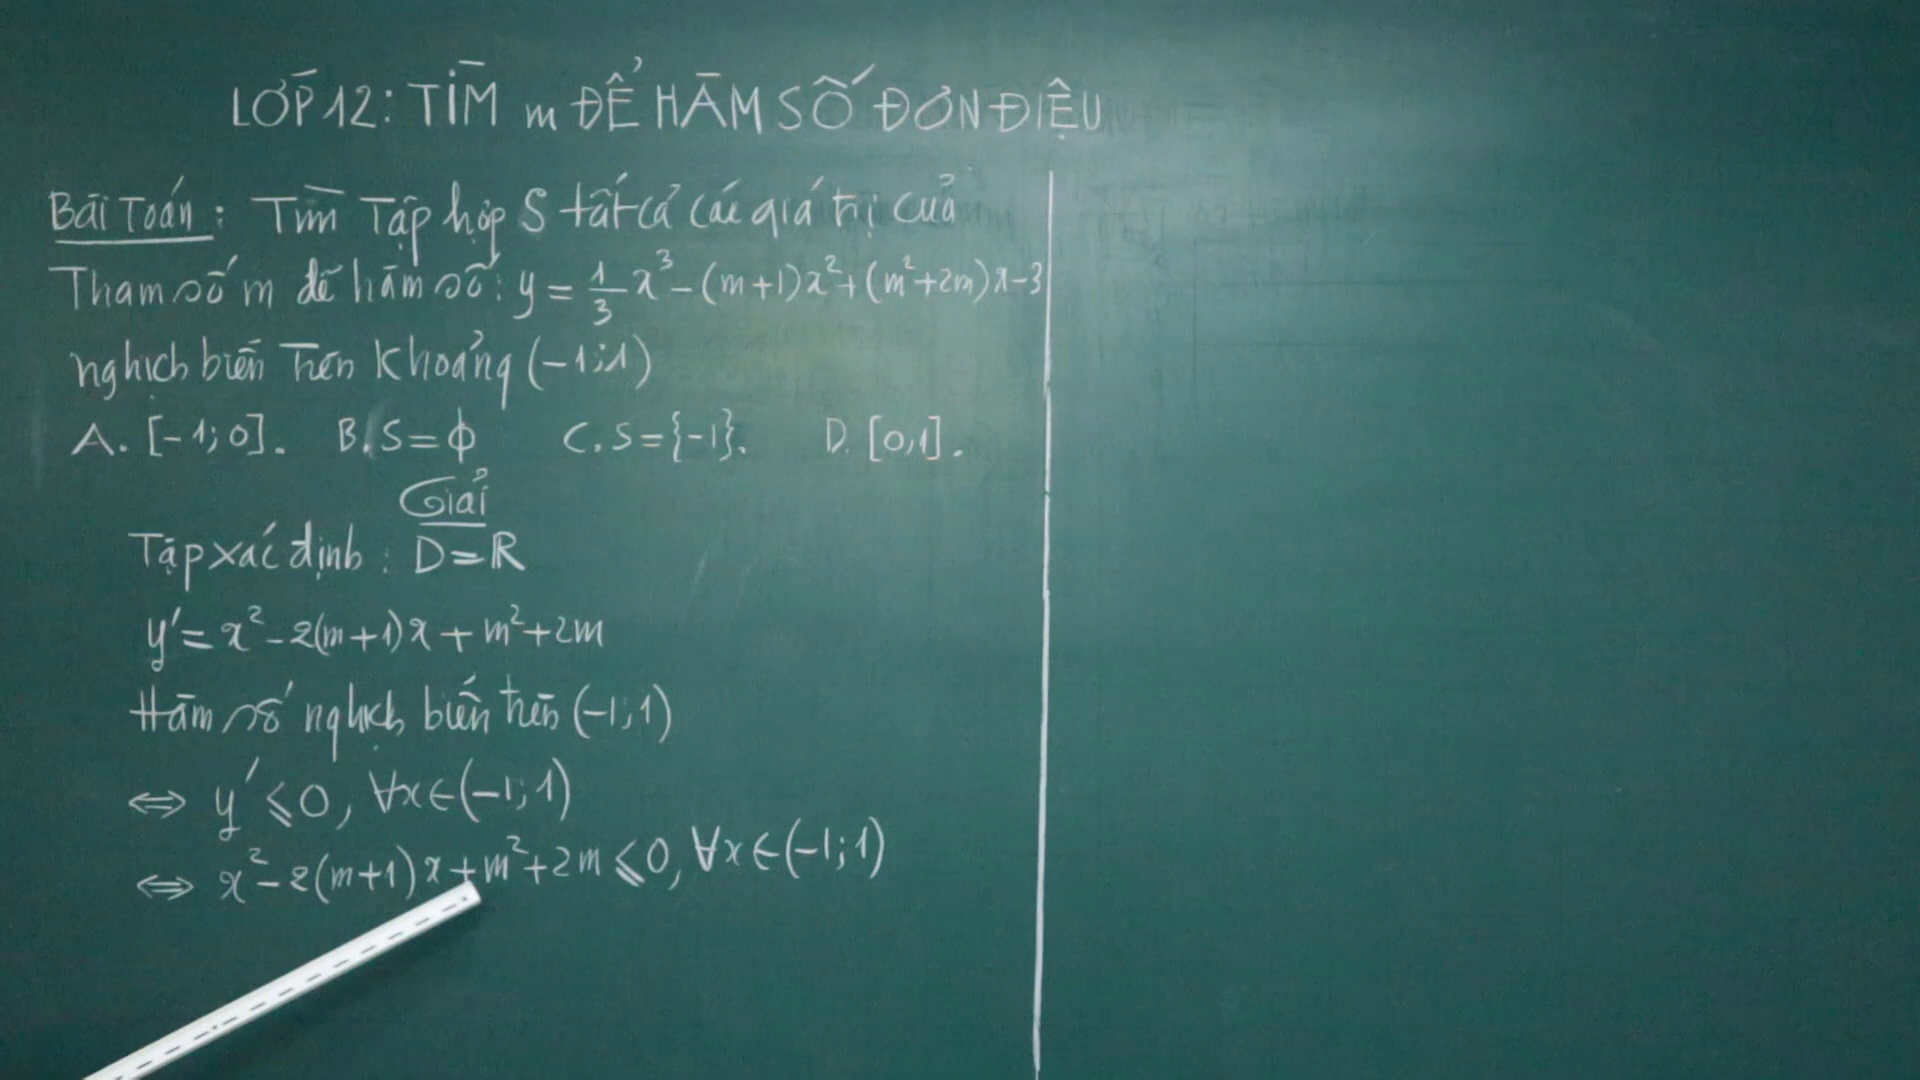 LỚP 12: TÌM m ĐỂ HÀM SỐ ĐƠN ĐIỆU
Bài Toán: Tìm Tập hợp S tất cả các giá trị của
Tham số m để hàm số: y = 1/3 x³ - (m+1)x² + (m²+2m)x - 3
nghịch biến Trên Khoảng (-1;1)
A. [-1;0]. B. S = ϕ C. S = {-1}. D. [0,1].
Giải
Tập xác định: D = ℝ
y' = x² - 2(m+1)x + m² + 2m
Hàm số nghịch biến trên (-1;1)
⇔ y' ⩽ 0, ∀x ∈ (-1;1)
⇔ x² - 2(m+1)x + m² + 2m ⩽ 0, ∀x ∈ (-1;1)